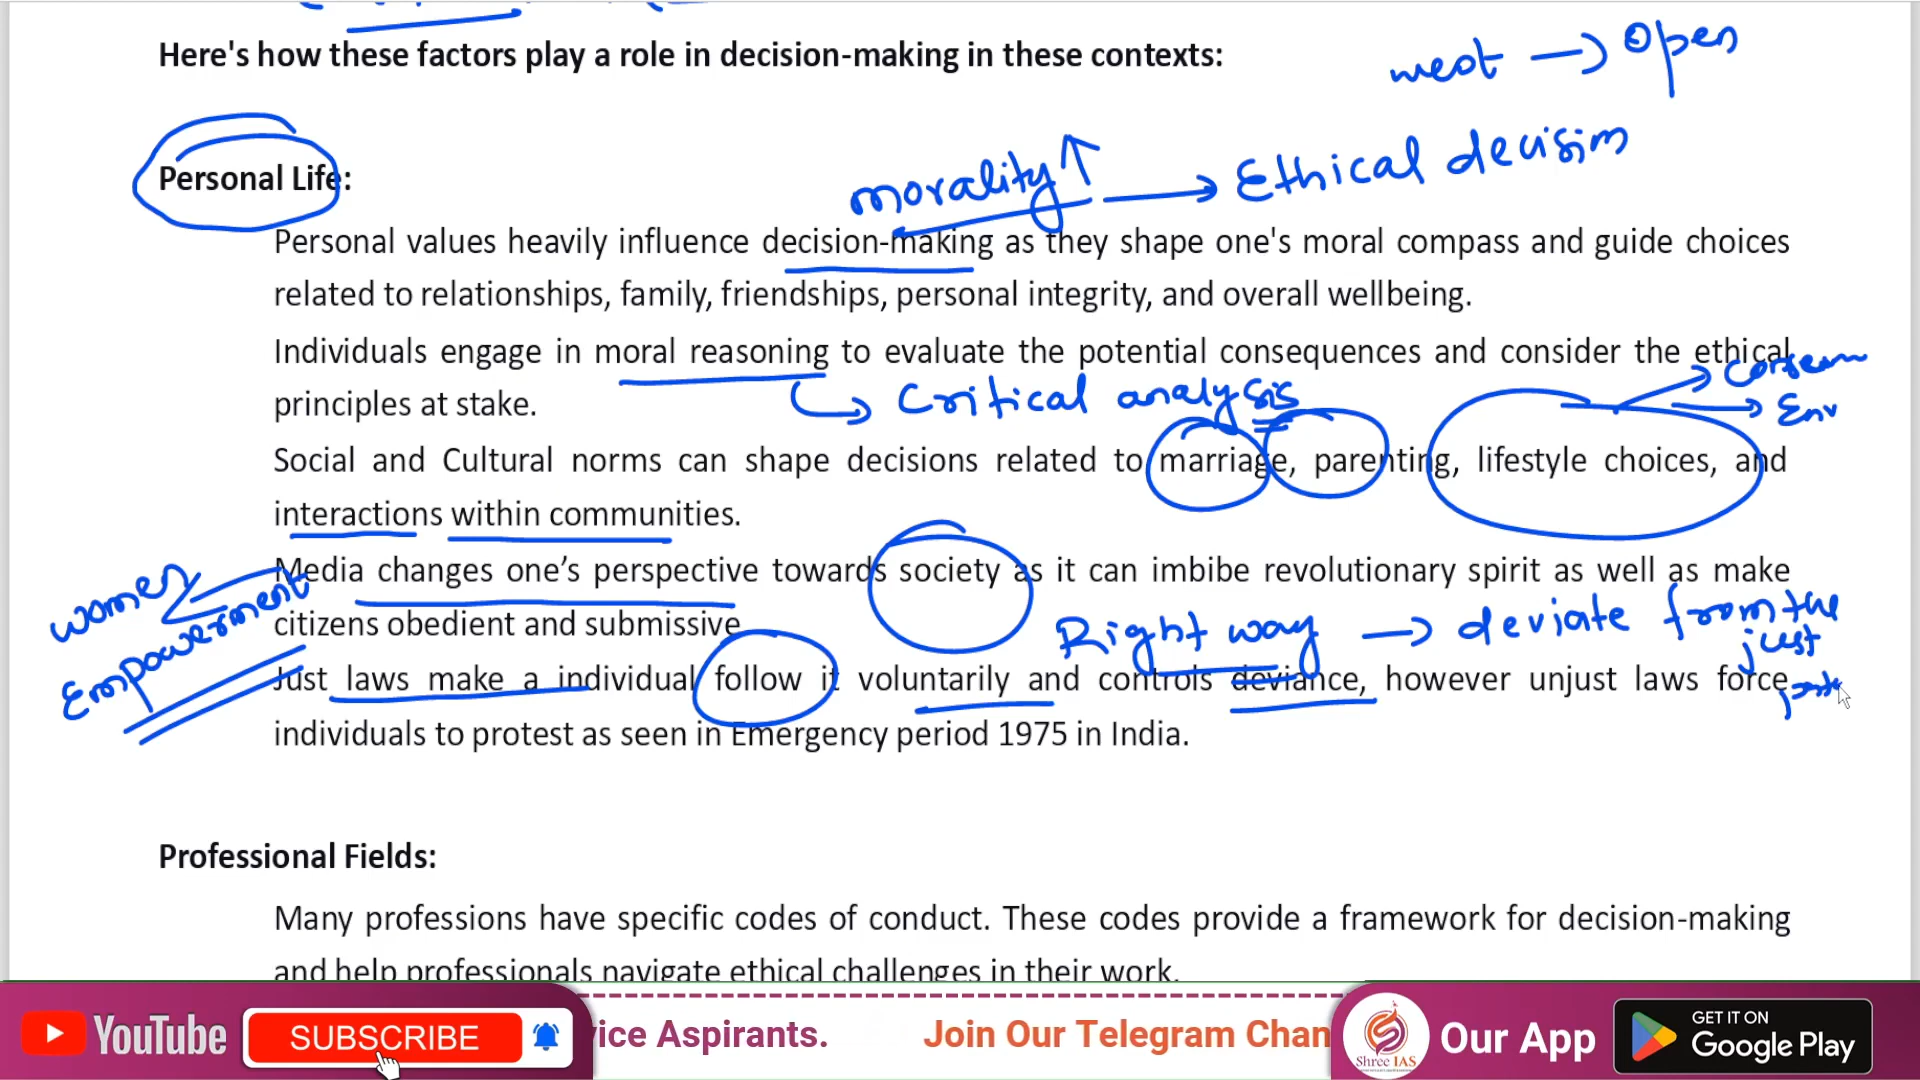 Here's how these factors play a role in decision-making in these contexts:
west → Open
Personal Life:
morality↑ → Ethical decision
Personal values heavily influence decision-making as they shape one's moral compass and guide choices
related to relationships, family, friendships, personal integrity, and overall wellbeing.
Individuals engage in moral reasoning to evaluate the potential consequences and consider the ethical
principles at stake.
→ Critical analysis
→ Env
Social and Cultural norms can shape decisions related to marriage, parenting, lifestyle choices, and
interactions within communities.
Media changes one’s perspective towards society as it can imbibe revolutionary spirit as well as make
citizens obedient and submissive
women
Empowerment
Right way → deviate from the
just
Just laws make a individual follow it voluntarily and controls deviance, however unjust laws force
individuals to protest as seen in Emergency period 1975 in India.
Professional Fields:
Many professions have specific codes of conduct. These codes provide a framework for decision-making
and help professionals navigate ethical challenges in their work.
YouTube SUBSCRIBE vice Aspirants. Join Our Telegram Chan Shree IAS Our App GET IT ON Google Play